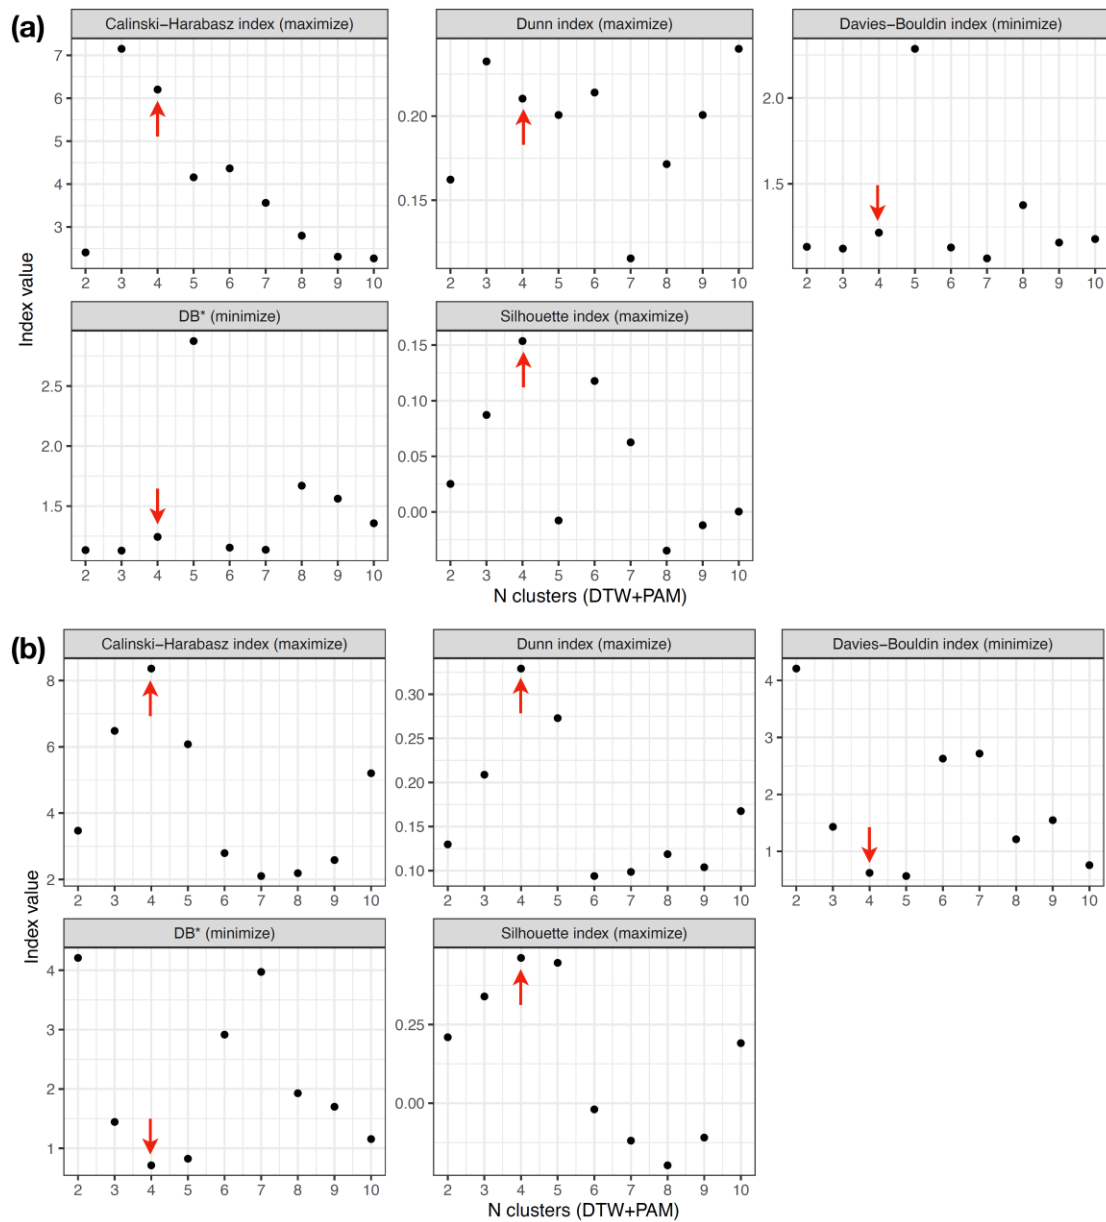 (a)
Calinski−Harabasz index (maximize)
Dunn index (maximize)
Davies−Bouldin index (minimize)
7
6
5
4
3
2 3 4 5 6 7 8 9 10
0.20
0.15
2 3 4 5 6 7 8 9 10
2.0
1.5
2 3 4 5 6 7 8 9 10
Index value
DB* (minimize)
Silhouette index (maximize)
2.5
2.0
1.5
2 3 4 5 6 7 8 9 10
0.15
0.10
0.05
0.00
2 3 4 5 6 7 8 9 10
N clusters (DTW+PAM)
(b)
Calinski−Harabasz index (maximize)
Dunn index (maximize)
Davies−Bouldin index (minimize)
8
6
4
2
2 3 4 5 6 7 8 9 10
0.30
0.25
0.20
0.15
0.10
2 3 4 5 6 7 8 9 10
4
3
2
1
2 3 4 5 6 7 8 9 10
Index value
DB* (minimize)
Silhouette index (maximize)
4
3
2
1
2 3 4 5 6 7 8 9 10
0.25
0.00
2 3 4 5 6 7 8 9 10
N clusters (DTW+PAM)